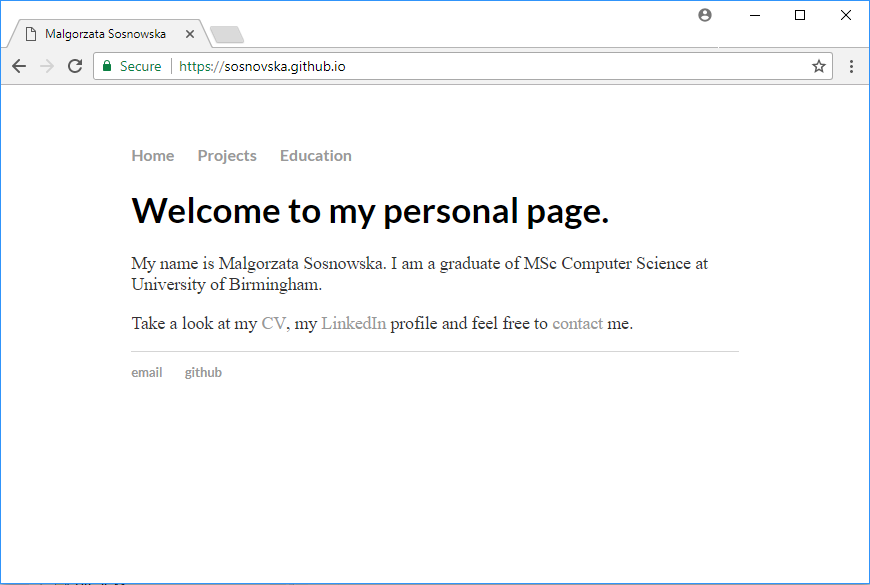 Malgorzata Sosnowska
Secure https://sosnovska.github.io
Home Projects Education
Welcome to my personal page.
My name is Malgorzata Sosnowska. I am a graduate of MSc Computer Science at
University of Birmingham.
Take a look at my CV, my LinkedIn profile and feel free to contact me.
email github